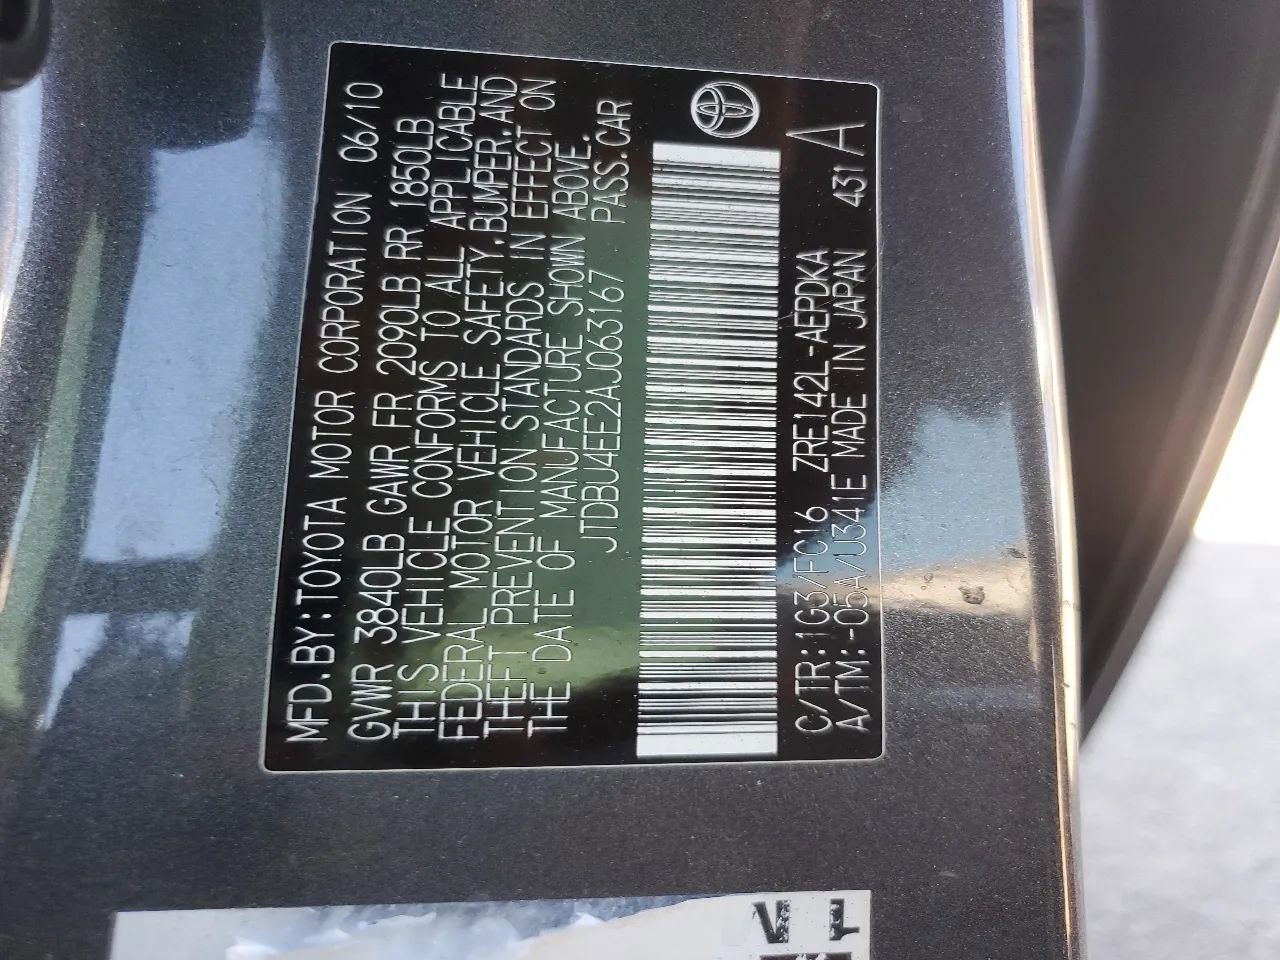 MFD.BY:TOYOTA MOTOR CORPORATION 06/10
GVWR 3840LB GAWR FR 2090LB RR 1850LB
THIS VEHICLE CONFORMS TO ALL APPLICABLE
FEDERAL MOTOR VEHICLE SAFETY,BUMPER,AND
THEFT PREVENTION STANDARDS IN EFFECT ON
THE DATE OF MANUFACTURE SHOWN ABOVE.
JTDBU4EE2AJ063167 PASS.CAR
C/TR:1G3/FC16 ZRE142L-AEPDKA
A/TM:-05A/U341E MADE IN JAPAN 431 A